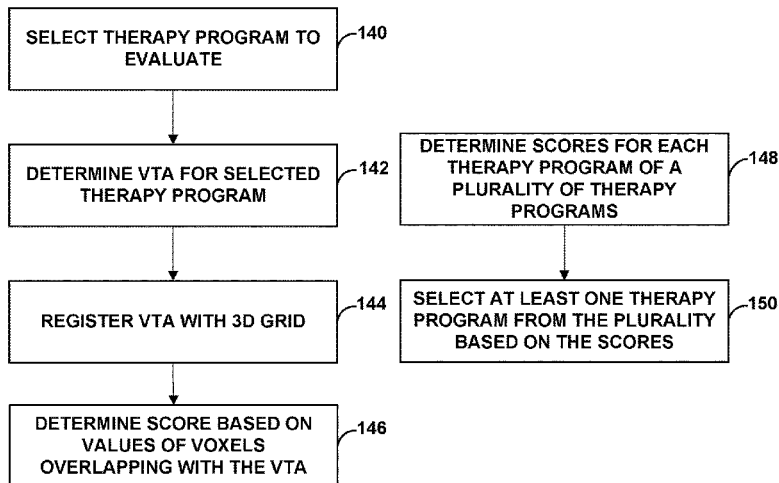 SELECT THERAPY PROGRAM TO
EVALUATE
140
DETERMINE VTA FOR SELECTED
THERAPY PROGRAM
142
REGISTER VTA WITH 3D GRID
144
DETERMINE SCORE BASED ON
VALUES OF VOXELS
OVERLAPPING WITH THE VTA
146
DETERMINE SCORES FOR EACH
THERAPY PROGRAM OF A
PLURALITY OF THERAPY
PROGRAMS
148
SELECT AT LEAST ONE THERAPY
PROGRAM FROM THE PLURALITY
BASED ON THE SCORES
150